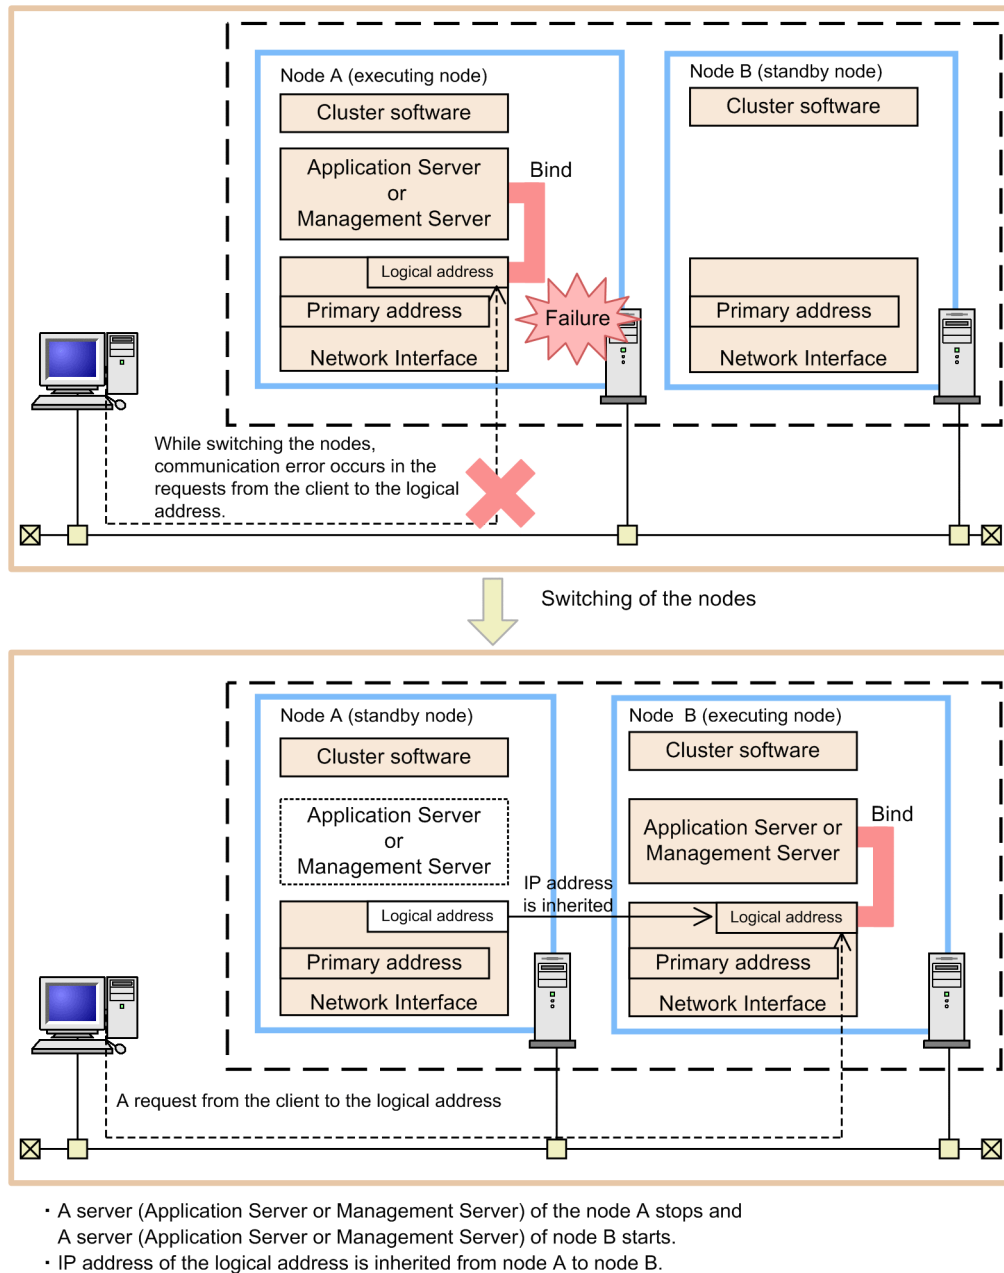 Node A (executing node)
Cluster software
Application Server
or
Management Server
Bind
Logical address
Primary address
Network Interface
Failure
Node B (standby node)
Cluster software
Primary address
Network Interface
While switching the nodes,
communication error occurs in the
requests from the client to the logical
address.
Switching of the nodes
Node A (standby node)
Cluster software
Application Server
or
Management Server
Logical address
Primary address
Network Interface
IP address
is inherited
Node B (executing node)
Cluster software
Application Server or
Management Server
Bind
Logical address
Primary address
Network Interface
A request from the client to the logical address
・A server (Application Server or Management Server) of the node A stops and
A server (Application Server or Management Server) of node B starts.
・IP address of the logical address is inherited from node A to node B.